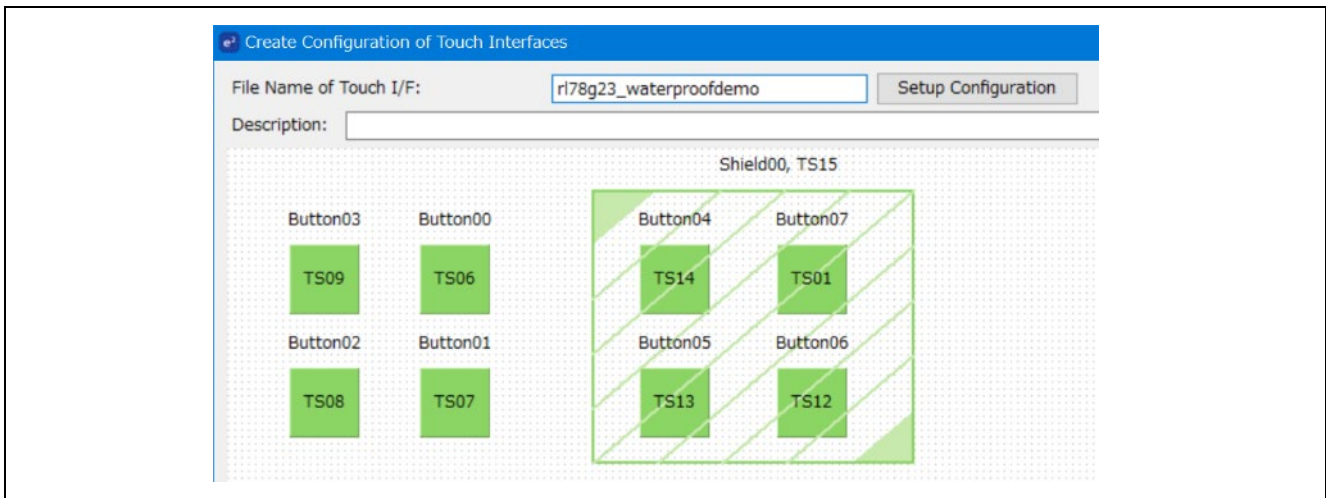 e² Create Configuration of Touch Interfaces
File Name of Touch I/F: rl78g23_waterproofdemo Setup Configuration
Description:
Shield00, TS15
Button03 Button00 Button04 Button07
TS09 TS06 TS14 TS01
Button02 Button01 Button05 Button06
TS08 TS07 TS13 TS12